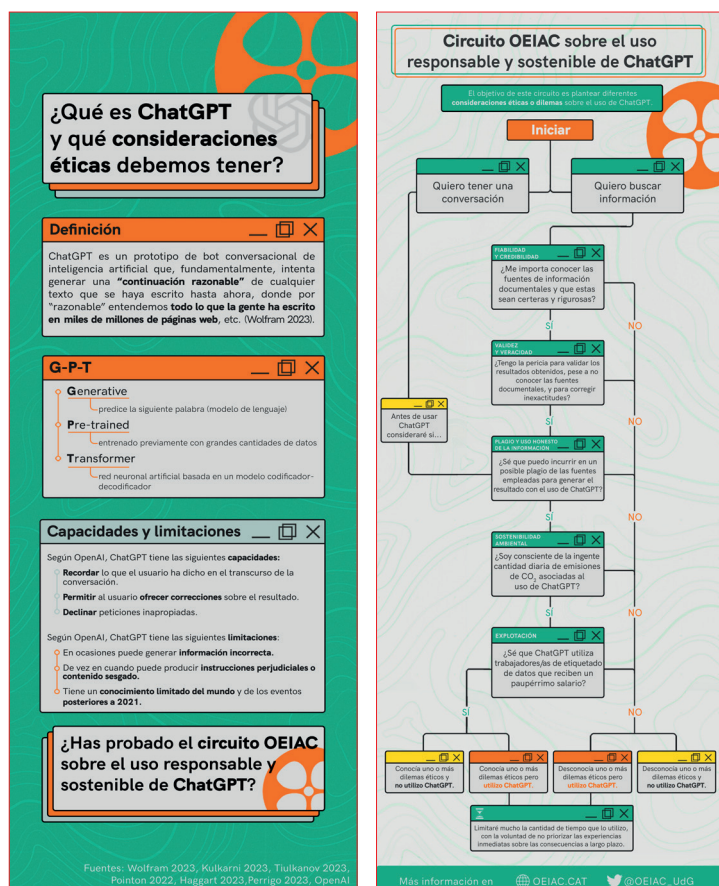 ¿Qué es ChatGPT
y qué consideraciones
éticas debemos tener?
Definición
ChatGPT es un prototipo de bot conversacional de
inteligencia artificial que, fundamentalmente, intenta
generar una “continuación razonable” de cualquier
texto que se haya escrito hasta ahora, donde por
“razonable” entendemos todo lo que la gente ha escrito
en miles de millones de páginas web, etc. (Wolfram 2023).
G-P-T
Generative
predice la siguiente palabra (modelo de lenguaje)
Pre-trained
entrenado previamente con grandes cantidades de datos
Transformer
red neuronal artificial basada en un modelo codificador-
decodificador
Capacidades y limitaciones
Según OpenAI, ChatGPT tiene las siguientes capacidades:
Recordar lo que el usuario ha dicho en el transcurso de la
conversación.
Permitir al usuario ofrecer correcciones sobre el resultado.
Declinar peticiones inapropiadas.
Según OpenAI, ChatGPT tiene las siguientes limitaciones:
En ocasiones puede generar información incorrecta.
De vez en cuando puede producir instrucciones perjudiciales o
contenido sesgado.
Tiene un conocimiento limitado del mundo y de los eventos
posteriores a 2021.
¿Has probado el circuito OEIAC
sobre el uso responsable y
sostenible de ChatGPT?
Fuentes: Wolfram 2023, Kulkarni 2023, Tiulkanov 2023,
Pointon 2022, Haggart 2023,Perrigo 2023, OpenAI
Circuito OEIAC sobre el uso
responsable y sostenible de ChatGPT
El objetivo de este circuito es plantear diferentes
consideraciones éticas o dilemas sobre el uso de ChatGPT.
Iniciar
Quiero tener una
conversación
Quiero buscar
información
FIABILIDAD
Y CREDIBILIDAD
¿Me importa conocer las
fuentes de información
documentales y que estas
sean certeras y rigurosas?
SÍ
NO
VALIDEZ
Y VERACIDAD
¿Tengo la pericia para validar los
resultados obtenidos, pese a no
conocer las fuentes
documentales, y para corregir
inexactitudes?
SÍ
NO
Antes de usar
ChatGPT
consideraré si...
PLAGIO Y USO HONESTO
DE LA INFORMACIÓN
¿Sé que puedo incurrir en un
posible plagio de las fuentes
empleadas para generar el
resultado con el uso de ChatGPT?
SÍ
NO
SOSTENIBILIDAD
AMBIENTAL
¿Soy consciente de la ingente
cantidad diaria de emisiones
de CO₂ asociadas al
uso de ChatGPT?
SÍ
NO
EXPLOTACIÓN
¿Sé que ChatGPT utiliza
trabajadores/as de etiquetado
de datos que reciben un
paupérrimo salario?
SÍ
NO
Conocía uno o más
dilemas éticos y
no utilizo ChatGPT.
Conocía uno o más
dilemas éticos pero
utilizo ChatGPT.
Desconocía uno o más
dilemas éticos pero
utilizo ChatGPT.
Desconocía uno o más
dilemas éticos y
no utilizo ChatGPT.
Limitaré mucho la cantidad de tiempo que lo utilizo,
con la voluntad de no priorizar las experiencias
inmediatas sobre las consecuencias a largo plazo.
Más información en
OEIAC.CAT
@OEIAC_UdG